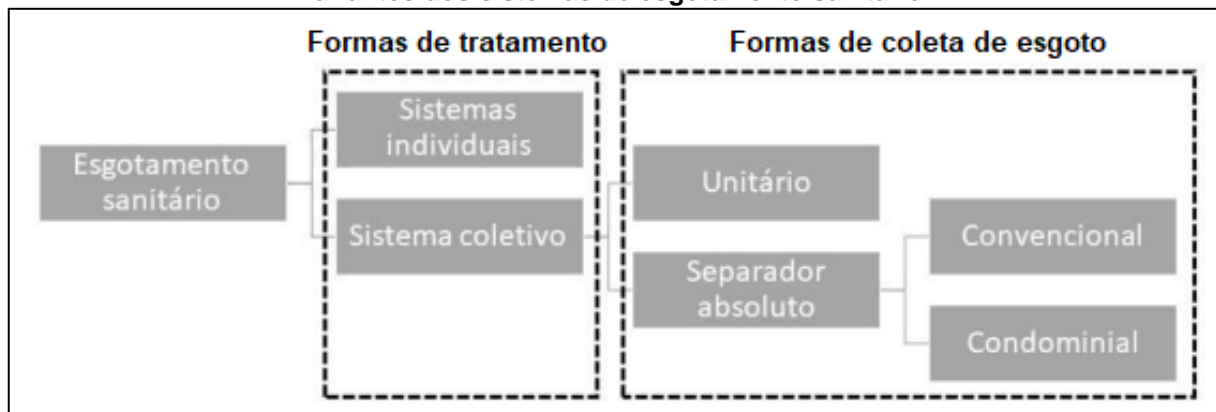 Formas de tratamento
Formas de coleta de esgoto
Sistemas
individuais
Esgotamento
sanitário
Unitário
Sistema coletivo
Convencional
Separador
absoluto
Condominial